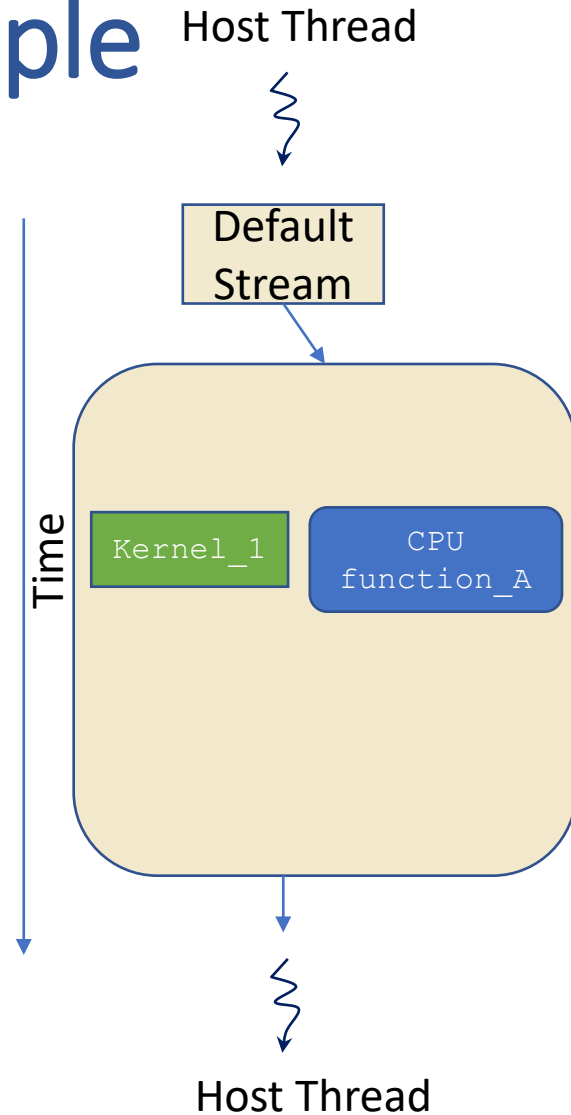 ple
Host Thread
Default
Stream
Time
Kernel_1
CPU
function_A
Host Thread